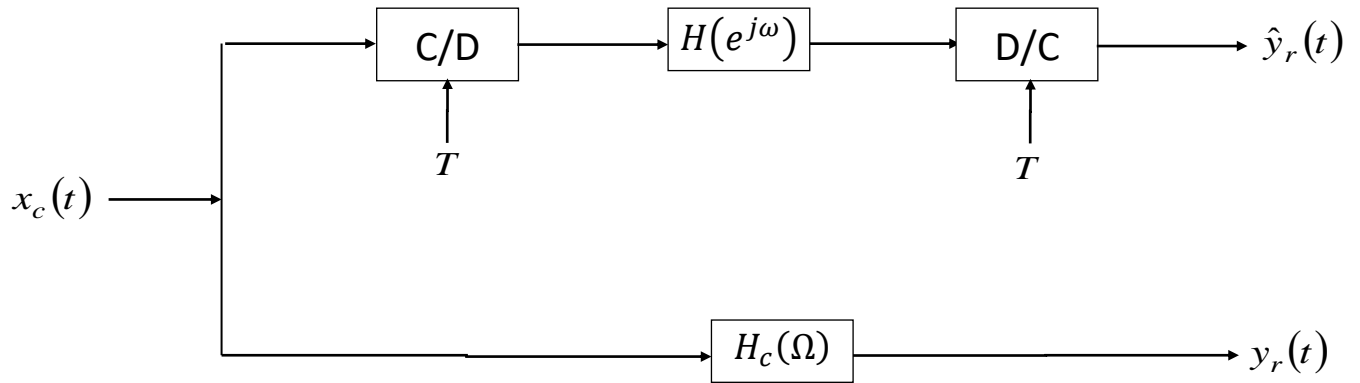 C/D
H(e^{jω})
D/C
ŷ_r(t)
T
T
x_c(t)
H_c(Ω)
y_r(t)